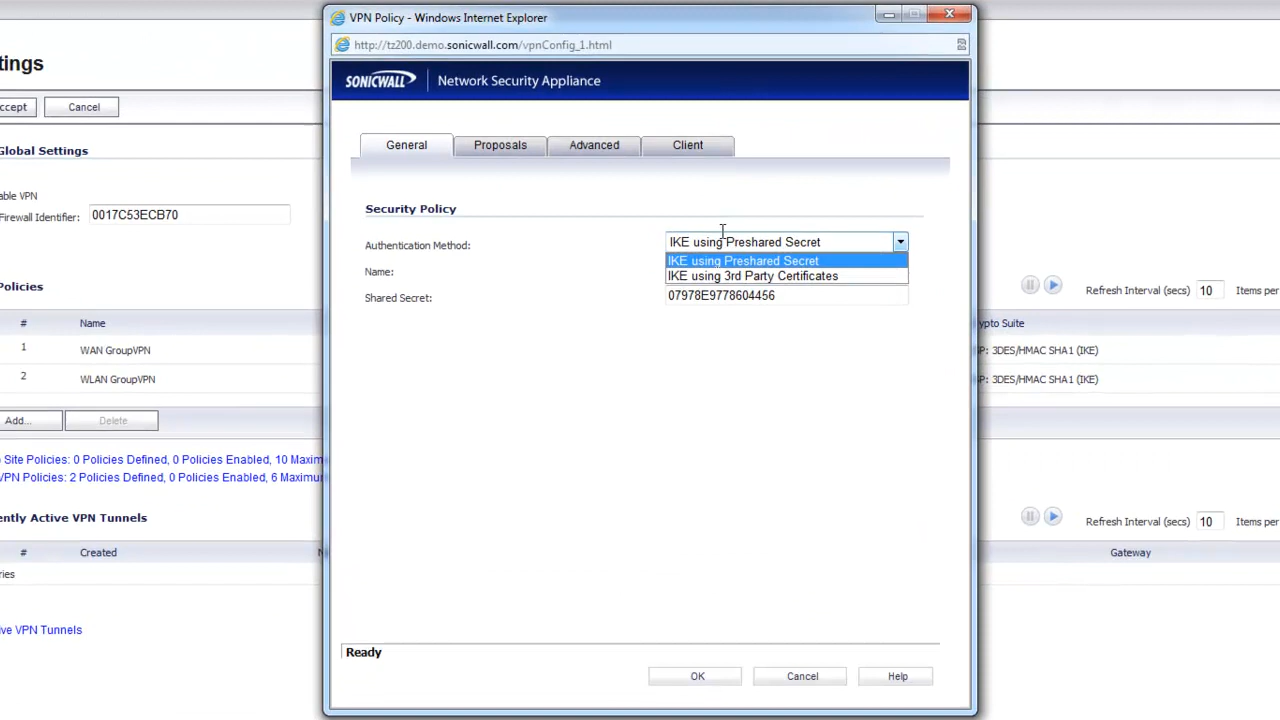 VPN Policy - Windows Internet Explorer
http://tz200.demo.sonicwall.com/vpnConfig_1.html
SONICWALL
Network Security Appliance
tings
ccept
Cancel
Global Settings
able VPN
Firewall Identifier:
0017C53ECB70
Policies
#
Name
1
WAN GroupVPN
2
WLAN GroupVPN
Add...
Delete
Site Policies: 0 Policies Defined, 0 Policies Enabled, 10 Maxim
VPN Policies: 2 Policies Defined, 0 Policies Enabled, 6 Maximu
ently Active VPN Tunnels
#
Created
N
ries
ive VPN Tunnels
General
Proposals
Advanced
Client
Security Policy
Authentication Method:
IKE using Preshared Secret
IKE using Preshared Secret
IKE using 3rd Party Certificates
Name:
Shared Secret:
07978E9778604456
Ready
OK
Cancel
Help
Refresh Interval (secs)
10
Items per
ypto Suite
SP: 3DES/HMAC SHA1 (IKE)
SP: 3DES/HMAC SHA1 (IKE)
Refresh Interval (secs)
10
Items per
Gateway